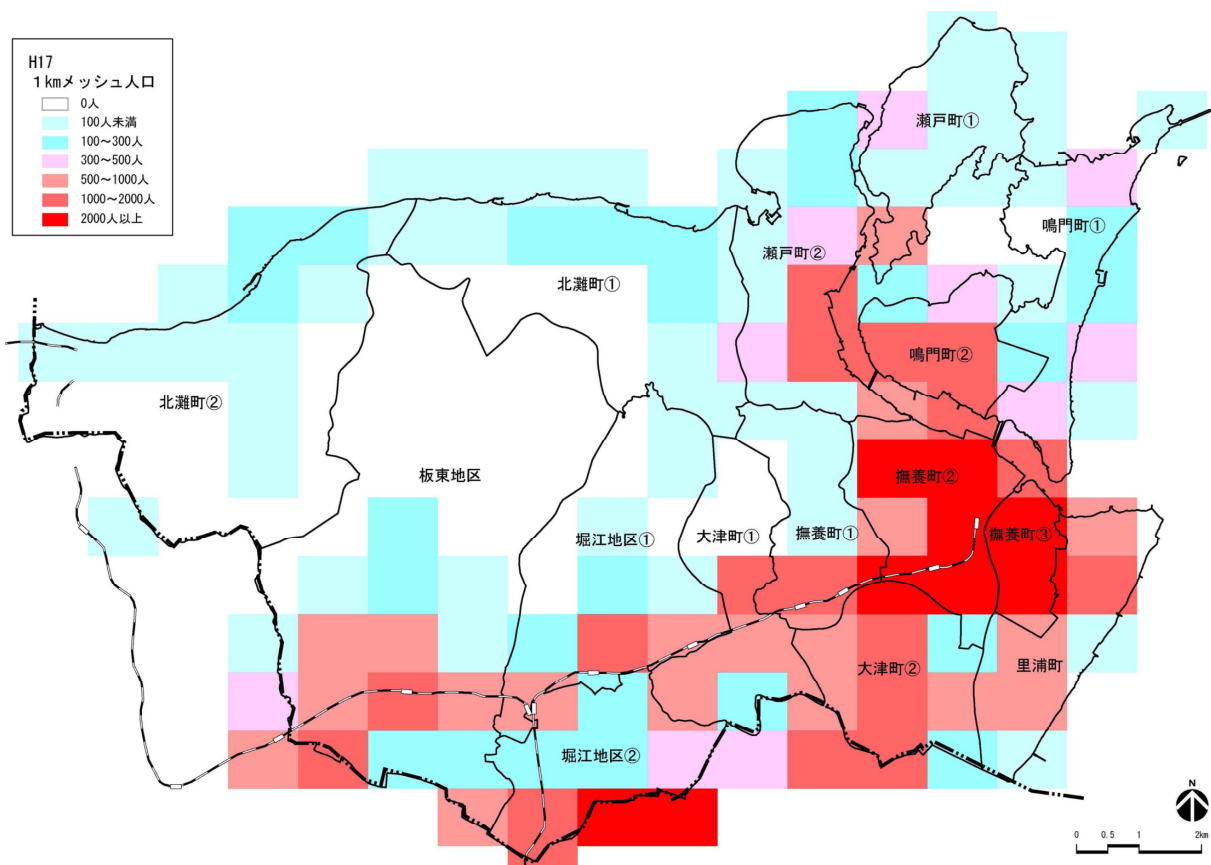 H17
1kmメッシュ人口
0人
100人未満
100～300人
300～500人
500～1000人
1000～2000人
2000人以上
瀬戸町①
鳴門町①
瀬戸町②
北灘町①
鳴門町②
北灘町②
板東地区
撫養町②
堀江地区①
大津町①
撫養町①
撫養町③
大津町②
里浦町
堀江地区②
N
0 0.5 1 2km